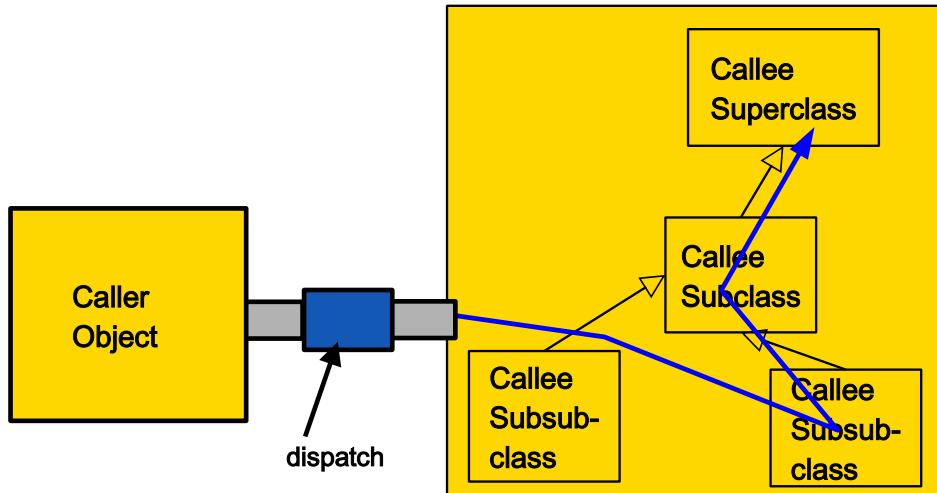 Caller
Object
dispatch
Callee
Superclass
Callee
Subclass
Callee
Subsub-
class
Callee
Subsub-
class